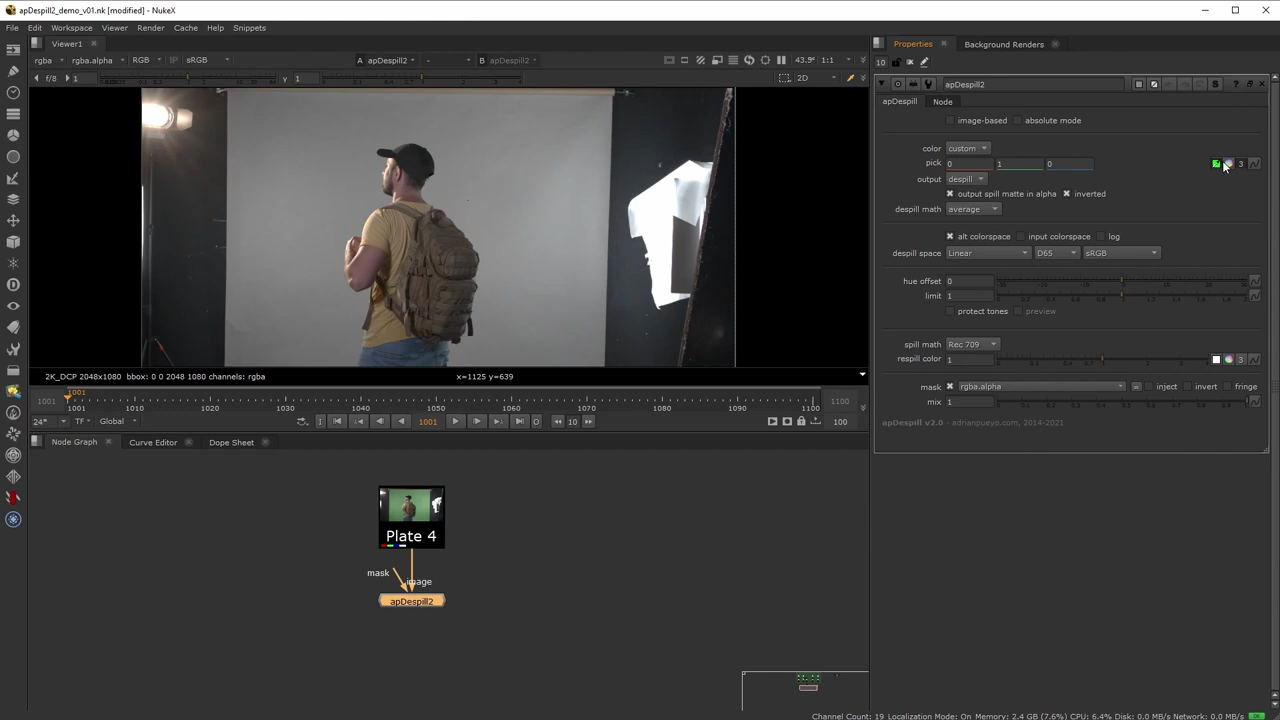 apDespill2_demo_v01.nk [modified] - NukeX
File Edit Workspace Viewer Render Cache Help Snippets
Viewer1
rgba rgba.alpha RGB sRGB A apDespill2 - B apDespill2 43.9% 1:1
f/8 1 γ 1 2D
2K_DCP 2048x1080 bbox: 0 0 2048 1080 channels: rgba x=1125 y=639
1001
1001 1001 1010 1020 1030 1040 1050 1060 1070 1080 1090 1100 1100
24* TF Global I 1001 O 10 100
Node Graph Curve Editor Dope Sheet
Plate 4
mask
image
apDespill2
Properties Background Renders
10
apDespill2 S ?
apDespill Node
image-based absolute mode
color custom
pick 0 1 0 3
output despill
output spill matte in alpha inverted
despill math average
alt colorspace input colorspace log
despill space Linear D65 sRGB
hue offset 0
limit 1
protect tones preview
spill math Rec 709
respill color 1 3
mask rgba.alpha inject invert fringe
mix 1
apDespill v2.0 - adrianpueyo.com, 2014-2021
Channel Count: 19 Localization Mode: On Memory: 2.4 GB (7.6%) CPU: 6.4% Disk: 0.0 MB/s Network: 0.0 MB/s